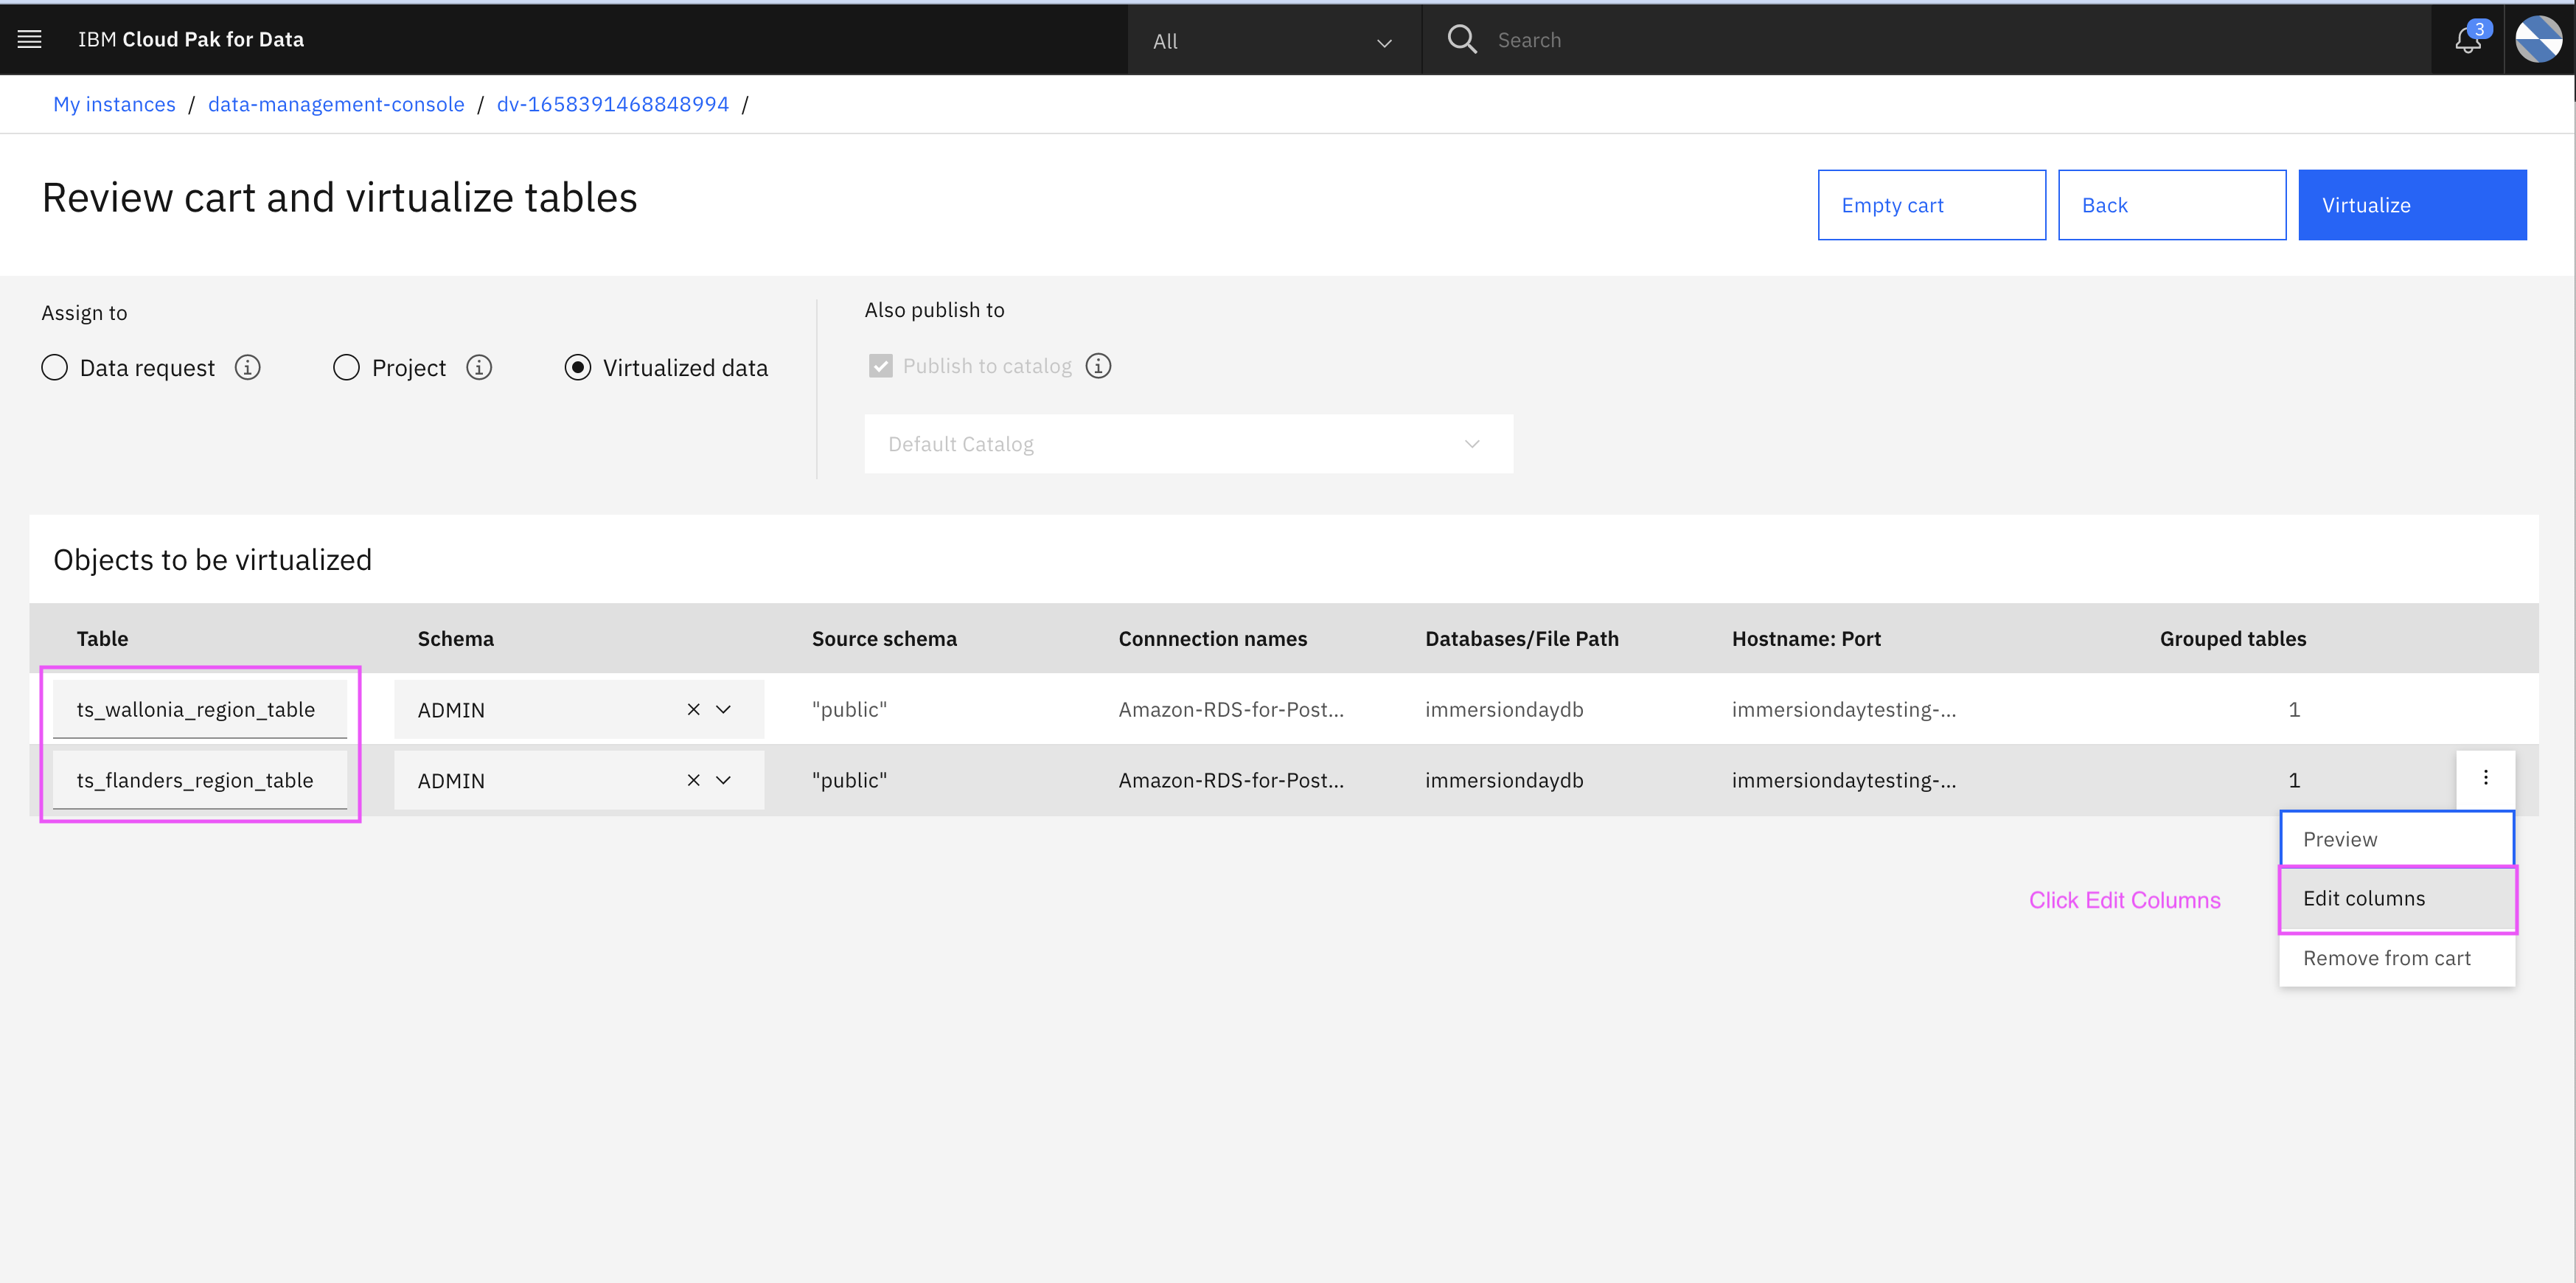 IBM Cloud Pak for Data
All
Search
3
My instances / data-management-console / dv-1658391468848994 /
Review cart and virtualize tables
Empty cart
Back
Virtualize
Assign to
Also publish to
Data request
Project
Virtualized data
Publish to catalog
Default Catalog
Objects to be virtualized
Table Schema Source schema Connnection names Databases/File Path Hostname: Port Grouped tables
ts_wallonia_region_table ADMIN "public" Amazon-RDS-for-Post... immersiondaydb immersiondaytesting-... 1
ts_flanders_region_table ADMIN "public" Amazon-RDS-for-Post... immersiondaydb immersiondaytesting-... 1
Preview
Click Edit Columns
Edit columns
Remove from cart